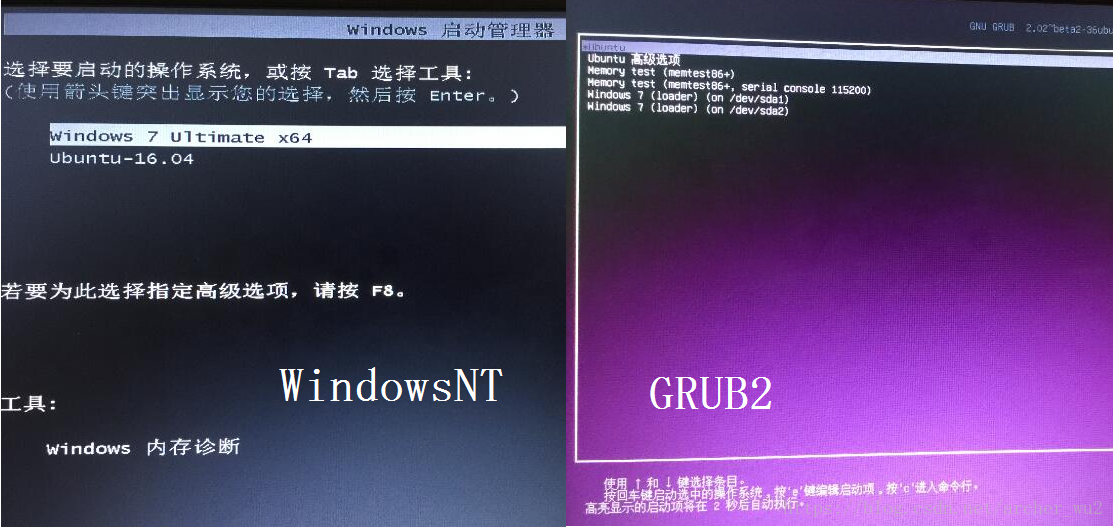 Windows 启动管理器
选择要启动的操作系统，或按 Tab 选择工具:
(使用箭头键突出显示您的选择，然后按 Enter。)
Windows 7 Ultimate x64
Ubuntu-16.04
若要为此选择指定高级选项，请按 F8。
WindowsNT
工具:
Windows 内存诊断
GNU GRUB 2.02~beta2-36ubu
*Ubuntu
Ubuntu 高级选项
Memory test (memtest86+)
Memory test (memtest86+, serial console 115200)
Windows 7 (loader) (on /dev/sda1)
Windows 7 (loader) (on /dev/sda2)
GRUB2
使用 ↑ 和 ↓ 键选择条目。
按回车键启动选中的操作系统，按'e'键编辑启动项，按'c'进入命令行。
高亮显示的启动项将在 2 秒后自动执行。